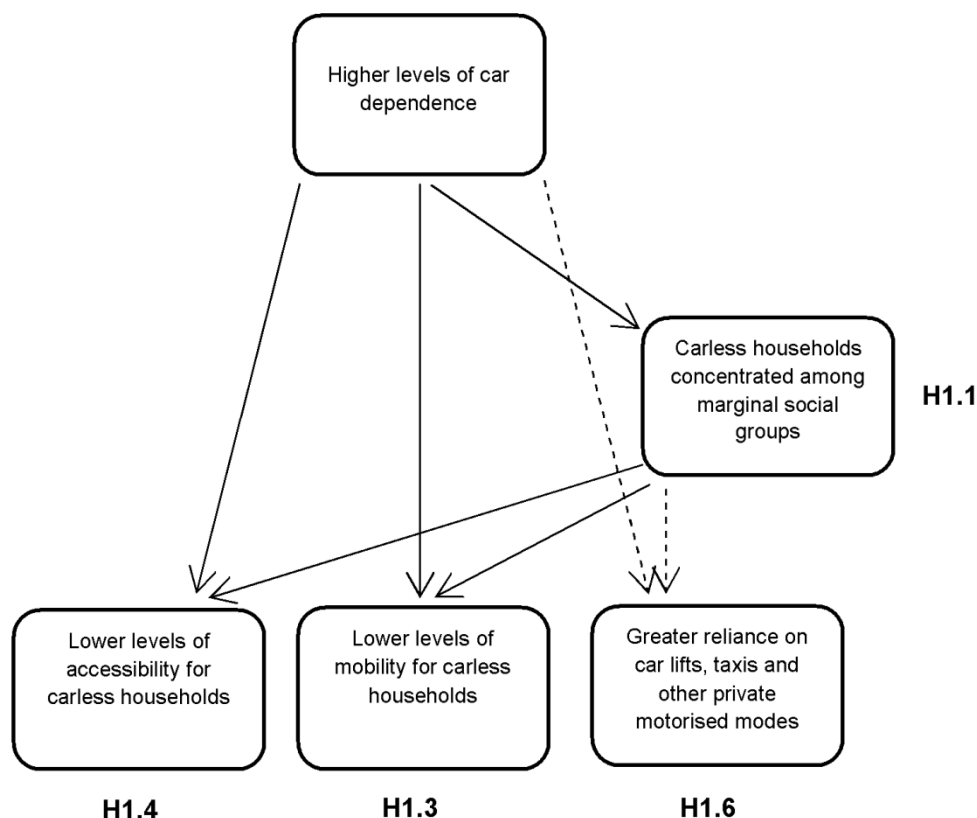 Higher levels of car
dependence
Carless households
concentrated among
marginal social
groups
H1.1
Lower levels of
accessibility for
carless households
Lower levels of
mobility for carless
households
Greater reliance on
car lifts, taxis and
other private
motorised modes
H1.4
H1.3
H1.6